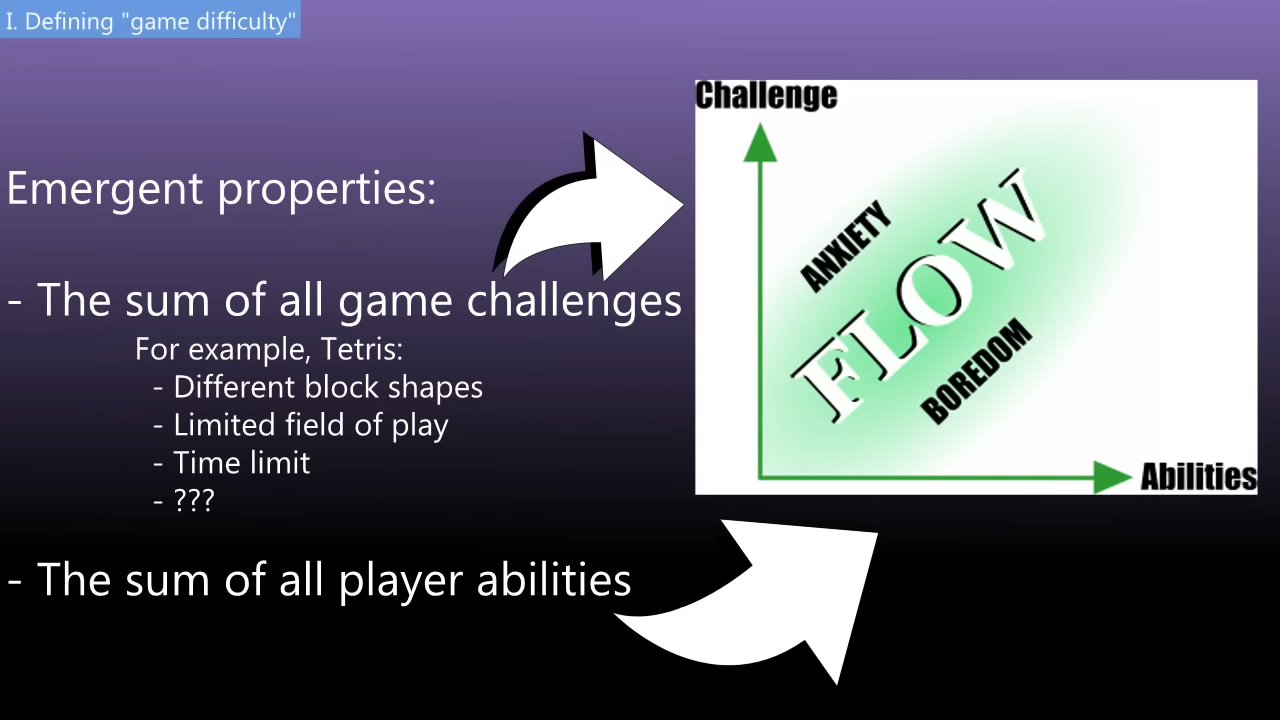 I. Defining "game difficulty"
Emergent properties:
- The sum of all game challenges
For example, Tetris:
- Different block shapes
- Limited field of play
- Time limit
- ???
- The sum of all player abilities
Challenge
ANXIETY
FLOW
BOREDOM
Abilities